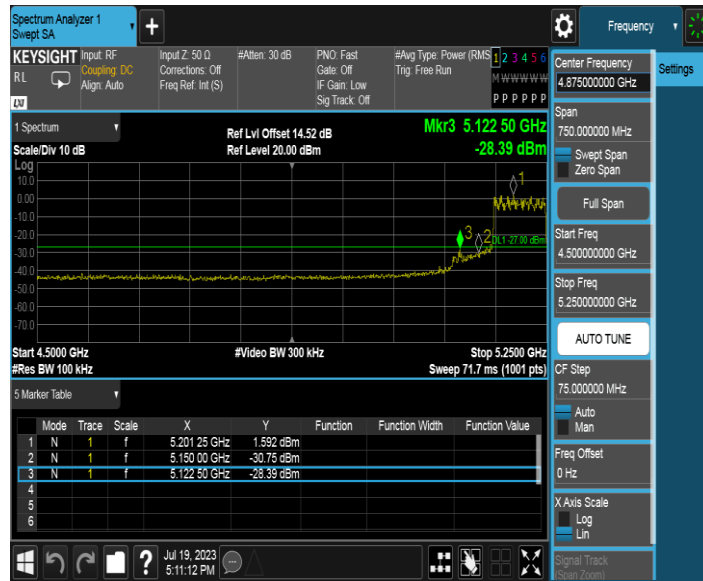 Spectrum Analyzer 1
Swept SA
+
Frequency
KEYSIGHT
RL
LXI
Input: RF
Coupling: DC
Align: Auto
Input Z: 50 Ω
Corrections: Off
Freq Ref: Int (S)
#Atten: 30 dB
PNO: Fast
Gate: Off
IF Gain: Low
Sig Track: Off
#Avg Type: Power (RMS
Trig: Free Run
1 2 3 4 5 6
M W W W W W
P P P P P P
1 Spectrum
Scale/Div 10 dB
Ref Lvl Offset 14.52 dB
Ref Level 20.00 dBm
Mkr3 5.122 50 GHz
-28.39 dBm
Log
10.0
0.00
-10.0
-20.0
-30.0
-40.0
-50.0
-60.0
-70.0
1
3
2
DL1 -27.00 dBm
Start 4.5000 GHz
#Res BW 100 kHz
#Video BW 300 kHz
Stop 5.2500 GHz
Sweep 71.7 ms (1001 pts)
5 Marker Table
Mode Trace Scale X Y Function Function Width Function Value
1 N 1 f 5.201 25 GHz 1.592 dBm
2 N 1 f 5.150 00 GHz -30.75 dBm
3 N 1 f 5.122 50 GHz -28.39 dBm
4
5
6
?
Jul 19, 2023
5:11:12 PM
Center Frequency
4.875000000 GHz
Settings
Span
750.000000 MHz
Swept Span
Zero Span
Full Span
Start Freq
4.500000000 GHz
Stop Freq
5.250000000 GHz
AUTO TUNE
CF Step
75.000000 MHz
Auto
Man
Freq Offset
0 Hz
X Axis Scale
Log
Lin
Signal Track
(Span Zoom)